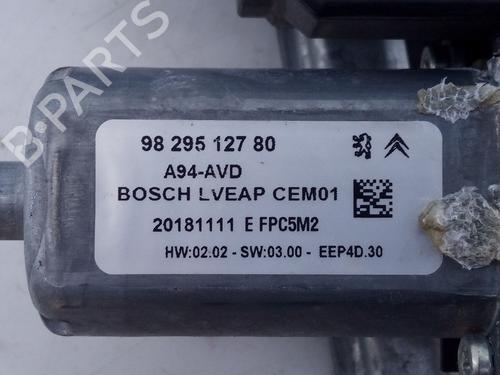 B-PARTS
98 295 127 80
A94-AVD
BOSCH LVEAP CEM01
20181111 E FPC5M2
HW:02.02 - SW:03.00 - EEP4D.30